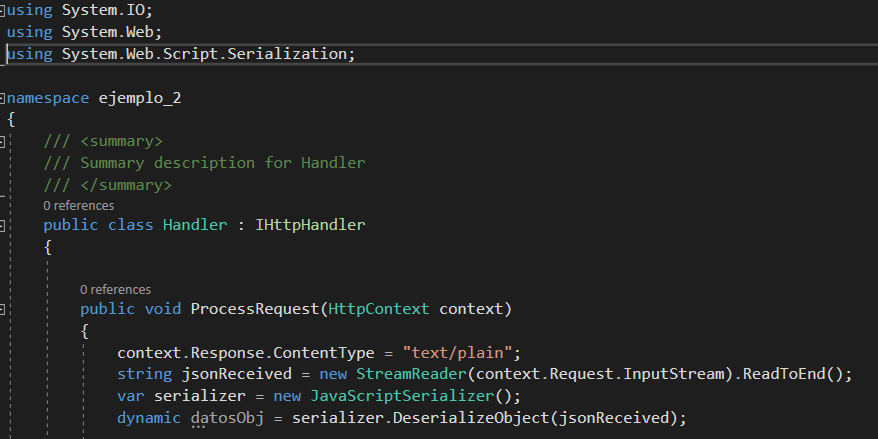 using System.IO;
using System.Web;
using System.Web.Script.Serialization;
namespace ejemplo_2
{
/// <summary>
/// Summary description for Handler
/// </summary>
0 references
public class Handler : IHttpHandler
{
0 references
public void ProcessRequest(HttpContext context)
{
context.Response.ContentType = "text/plain";
string jsonReceived = new StreamReader(context.Request.InputStream).ReadToEnd();
var serializer = new JavaScriptSerializer();
dynamic datosObj = serializer.DeserializeObject(jsonReceived);